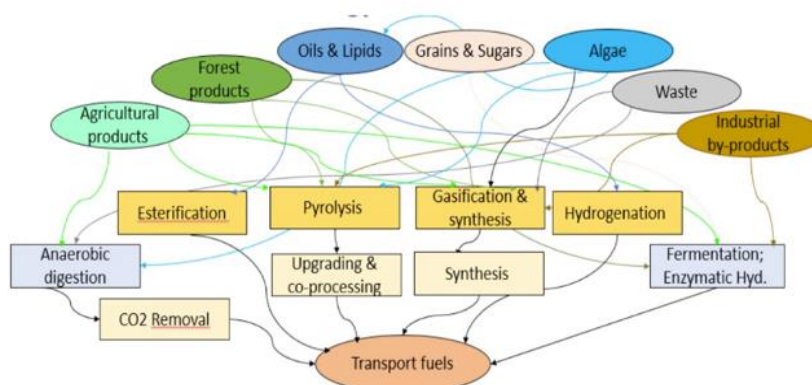 Oils & Lipids
Grains & Sugars
Algae
Forest
products
Waste
Agricultural
products
Industrial
by-products
Esterification
Pyrolysis
Gasification &
synthesis
Hydrogenation
Anaerobic
digestion
Upgrading &
co-processing
Synthesis
Fermentation;
Enzymatic Hyd.
CO2 Removal
Transport fuels